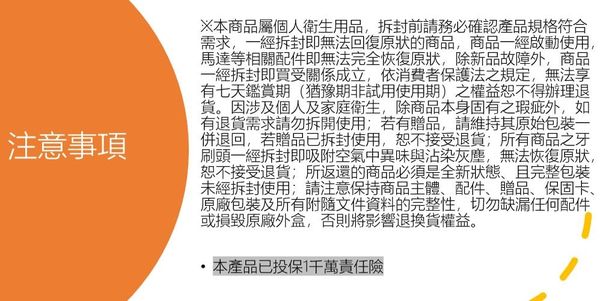 注意事項
※本商品屬個人衛生用品，拆封前請務必確認產品規格符合
需求，一經拆封即無法回復原狀的商品，商品一經啟動使用，
馬達等相關配件即無法完全恢復原狀，除新品故障外，商品
一經拆封即買受關係成立，依消費者保護法之規定，無法享
有七天鑑賞期（猶豫期非試用使用期）之權益恕不得辦理退
貨。因涉及個人及家庭衛生，除商品本身固有之瑕疵外，如
有退貨需求請勿拆開使用；若有贈品，請維持其原始包裝一
併退回，若贈品已拆封使用，恕不接受退貨；所有商品之牙
刷頭一經拆封即吸附空氣中異味與沾染灰塵，無法恢復原狀，
恕不接受退貨；所返還的商品必須是全新狀態、且完整包裝
未經拆封使用；請注意保持商品主體、配件、贈品、保固卡、
原廠包裝及所有附隨文件資料的完整性，切勿缺漏任何配件
或損毀原廠外盒，否則將影響退換貨權益。
• 本產品已投保1千萬責任險